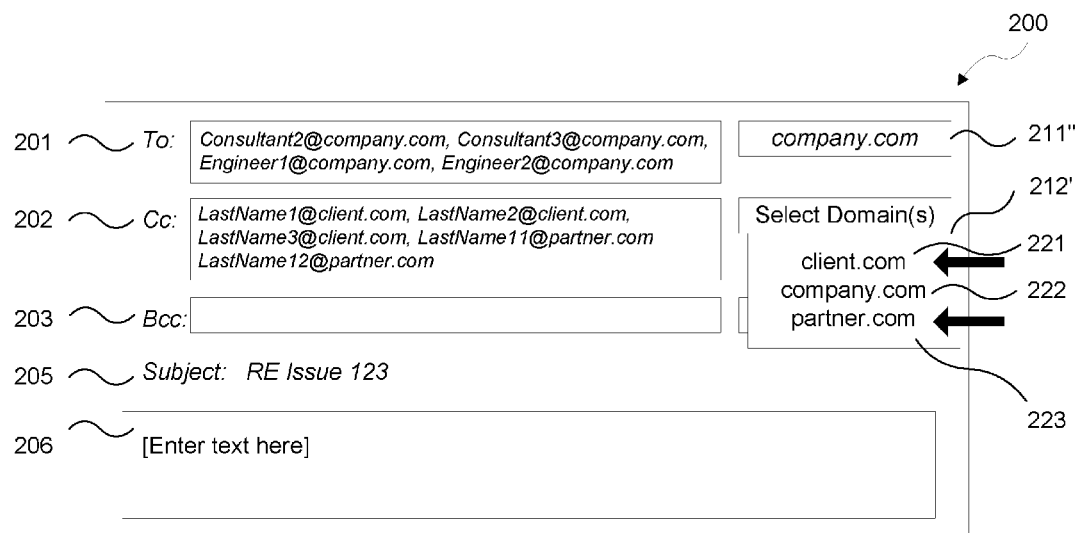 200
201 To: Consultant2@company.com, Consultant3@company.com, company.com 211"
Engineer1@company.com, Engineer2@company.com
212'
202 Cc: LastName1@client.com, LastName2@client.com, Select Domain(s)
LastName3@client.com, LastName11@partner.com 221
LastName12@partner.com client.com
company.com 222
203 Bcc: partner.com
205 Subject: RE Issue 123
223
206 [Enter text here]